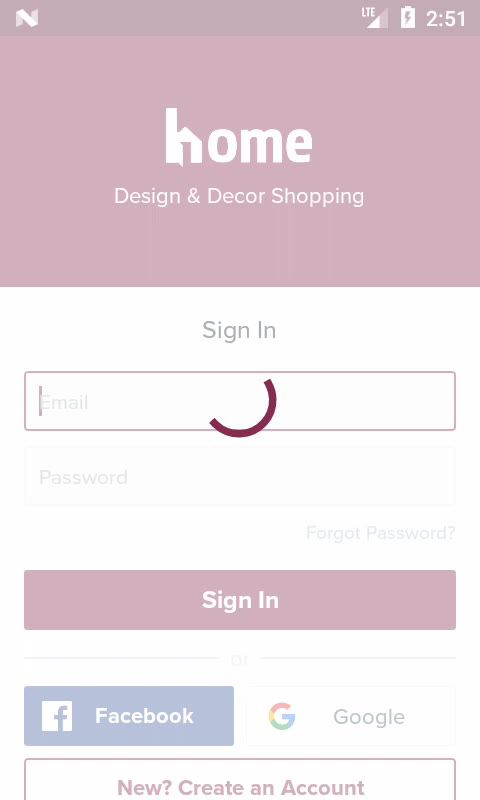 LTE 2:51
home
Design & Decor Shopping
Sign In
Email
Password
Forgot Password?
Sign In
or
Facebook
Google
New? Create an Account